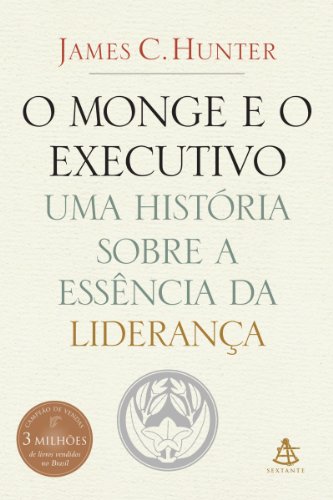 JAMES C. HUNTER
O MONGE E O
EXECUTIVO
UMA HISTÓRIA
SOBRE A
ESSÊNCIA DA
LIDERANÇA
CAMPEÃO DE VENDAS
3 MILHÕES
de livros vendidos
no Brasil
SEXTANTE